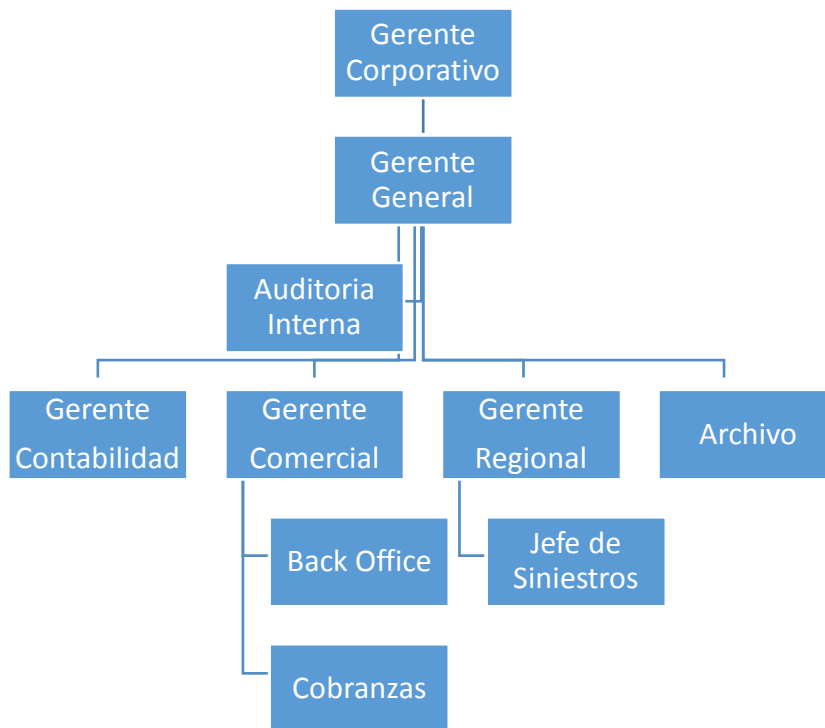 Gerente
Corporativo
Gerente
General
Auditoria
Interna
Gerente
Contabilidad
Gerente
Comercial
Gerente
Regional
Archivo
Back Office
Jefe de
Siniestros
Cobranzas